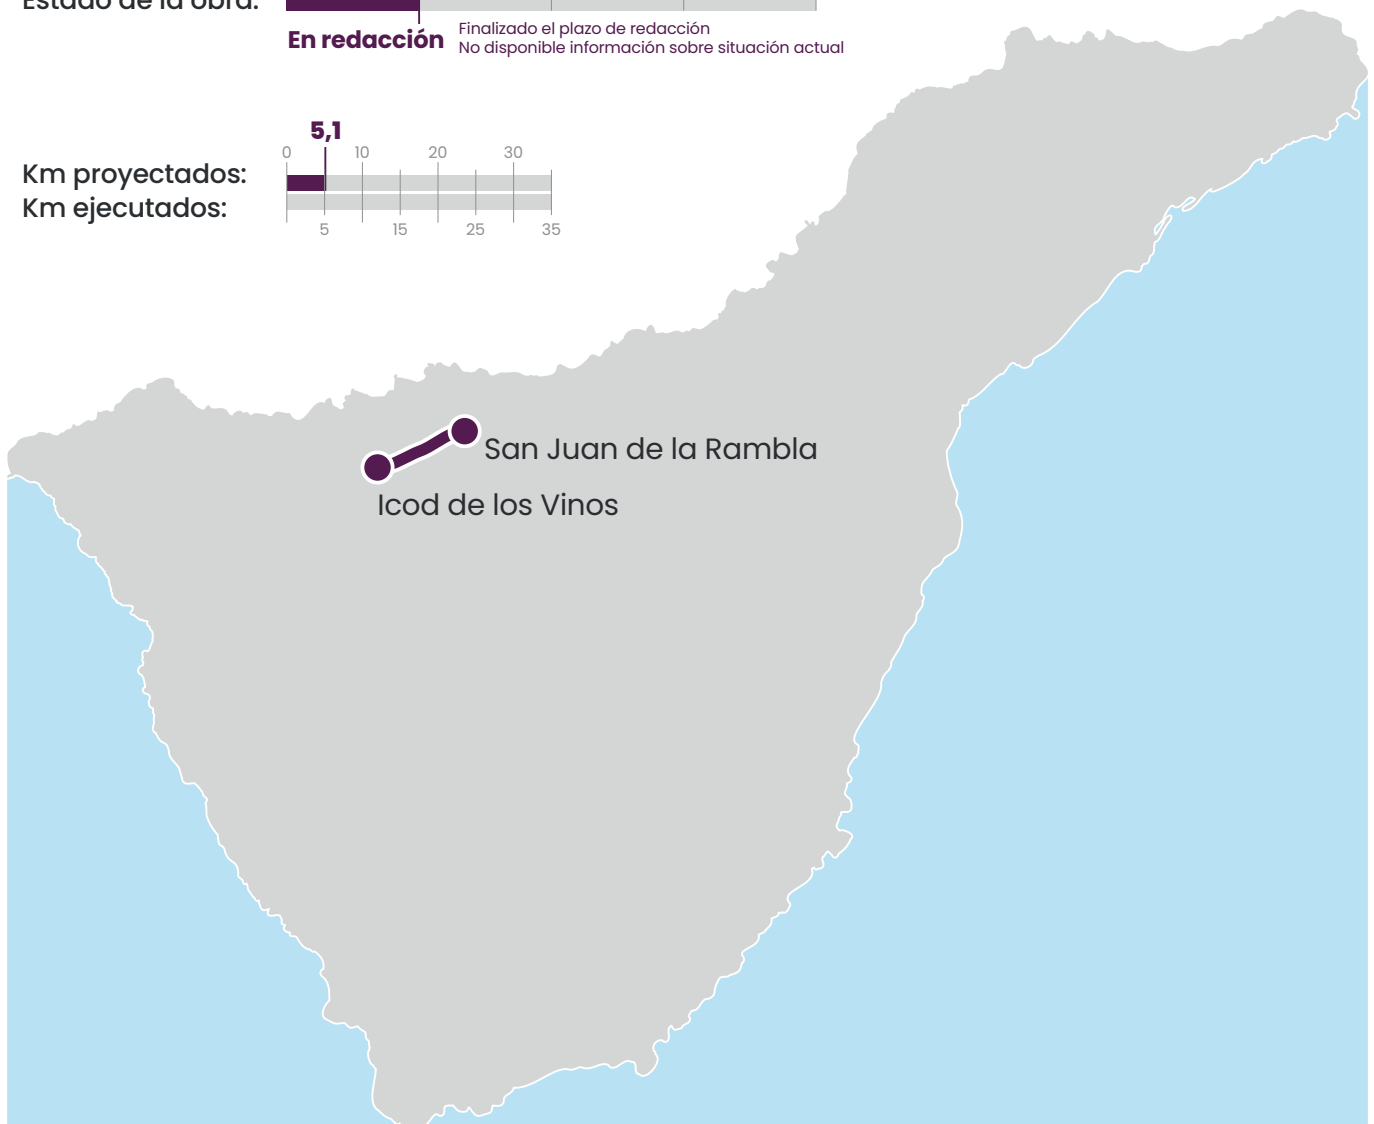 Estado de la obra:
En redacción
Finalizado el plazo de redacción
No disponible información sobre situación actual
5,1
0 10 20 30
Km proyectados:
Km ejecutados:
5 15 25 35
San Juan de la Rambla
Icod de los Vinos